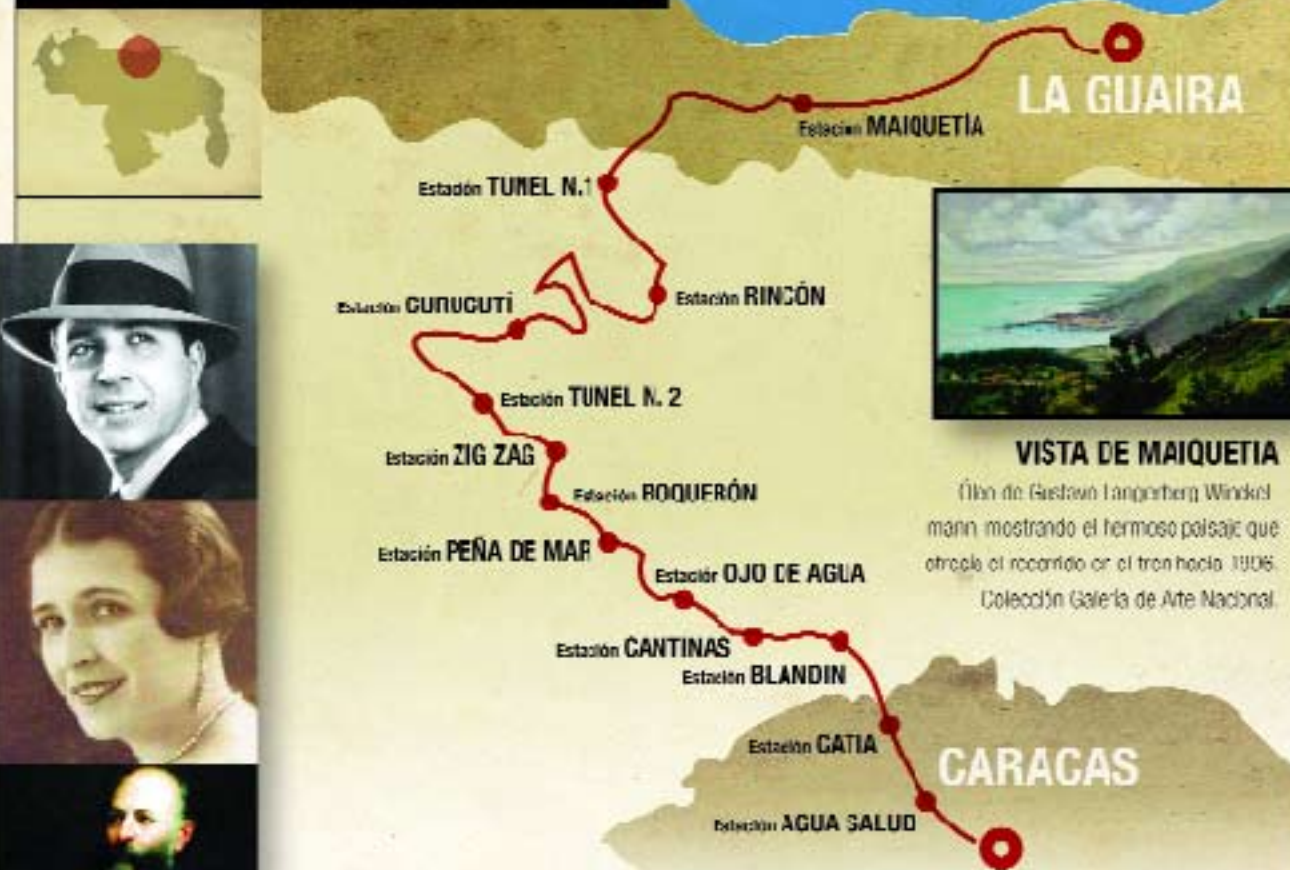 LA GUAIRA
Estación MAIQUETÍA
Estación TUNEL N.1
Estación RINCÓN
Estación CURUCUTÍ
Estación TUNEL N. 2
Estación ZIG ZAG
Estación BOQUERÓN
Estación PEÑA DE MAR
Estación OJO DE AGUA
Estación CANTINAS
Estación BLANDIN
Estación CATIA
CARACAS
Estación AGUA SALUD
VISTA DE MAIQUETIA
Óleo de Gustavo Langerberg Winckel
mann mostrando el hermoso paisaje que
ofrecía el recorrido en el tren hacia 1906.
Colección Galería de Arte Nacional.